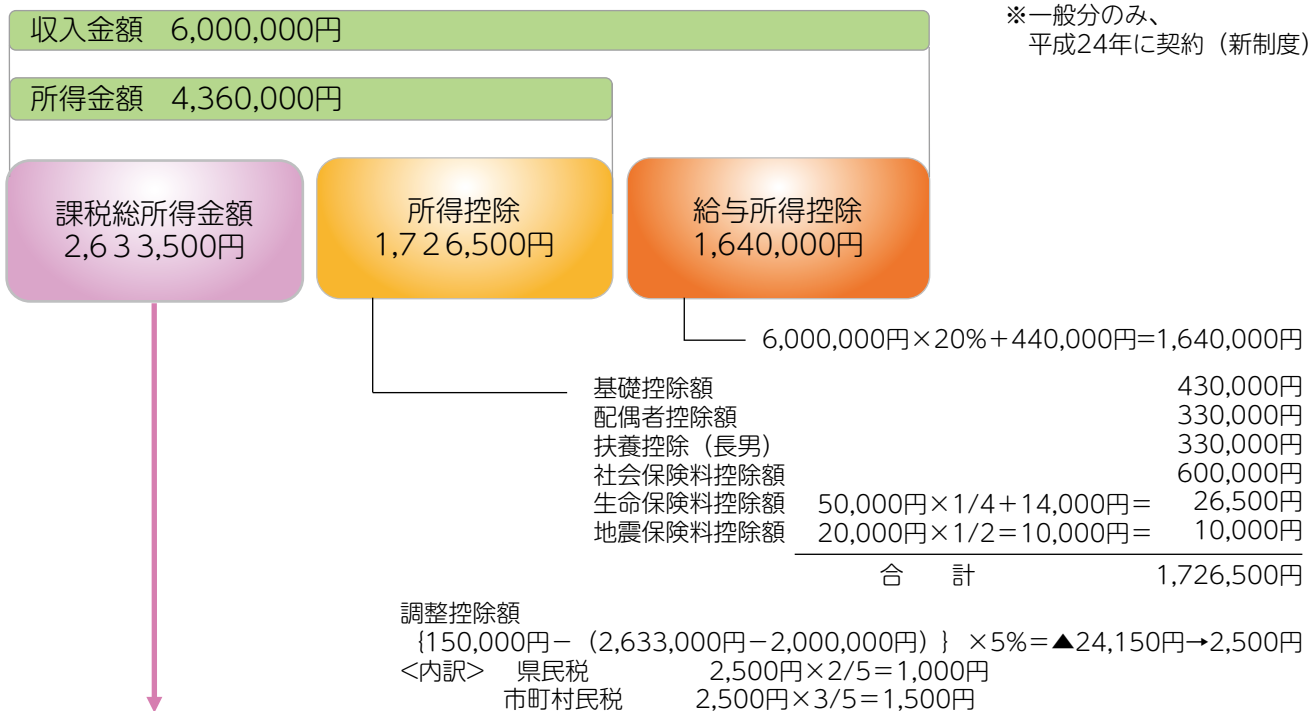 収入金額 6,000,000円
※一般分のみ、
平成24年に契約（新制度）
所得金額 4,360,000円
課税総所得金額
2,633,500円
所得控除
1,726,500円
給与所得控除
1,640,000円
6,000,000円×20%＋440,000円=1,640,000円
基礎控除額 430,000円
配偶者控除額 330,000円
扶養控除（長男） 330,000円
社会保険料控除額 600,000円
生命保険料控除額 50,000円×1/4＋14,000円＝ 26,500円
地震保険料控除額 20,000円×1/2＝10,000円＝ 10,000円
合 計 1,726,500円
調整控除額
{150,000円−（2,633,000円−2,000,000円）} ×5%＝▲24,150円→2,500円
<内訳> 県民税 2,500円×2/5＝1,000円
市町村民税 2,500円×3/5＝1,500円